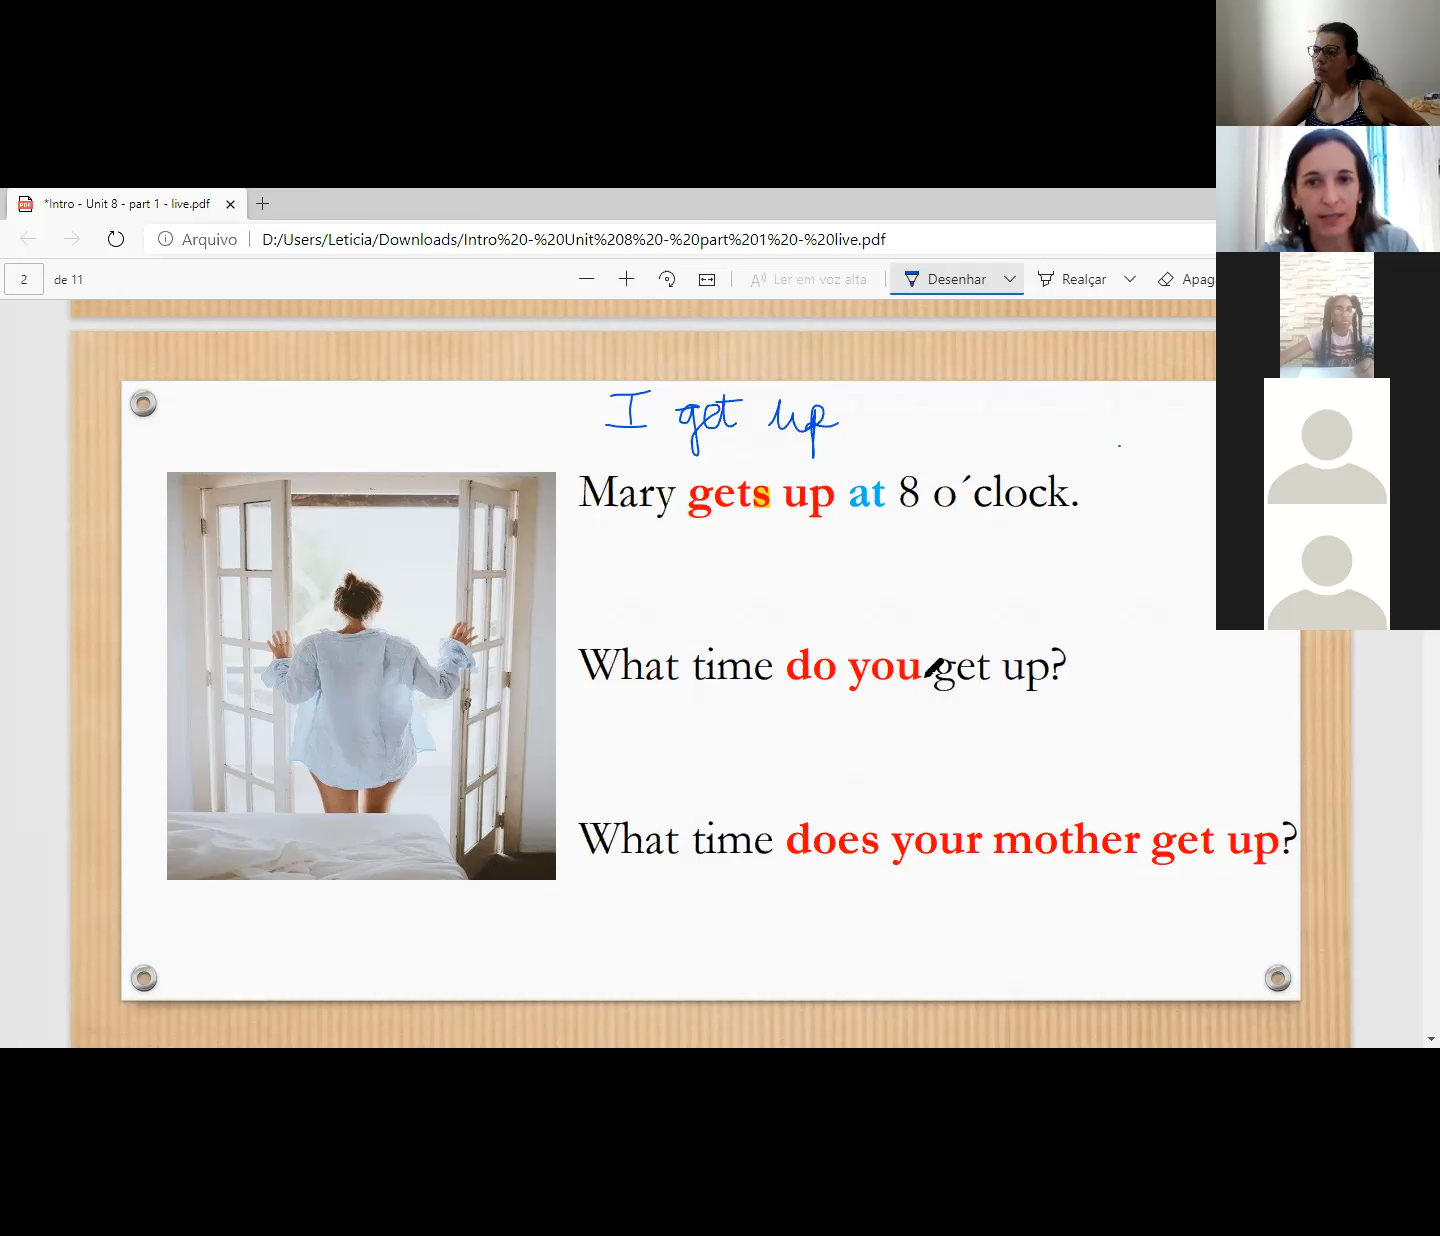 *Intro - Unit 8 - part 1 - live.pdf
Arquivo D:/Users/Leticia/Downloads/Intro%20-%20Unit%208%20-%20part%201%20-%20live.pdf
2 de 11 Ler em voz alta Desenhar Realçar Apag
I get up
Mary gets up at 8 o´clock.
What time do you get up?
What time does your mother get up?